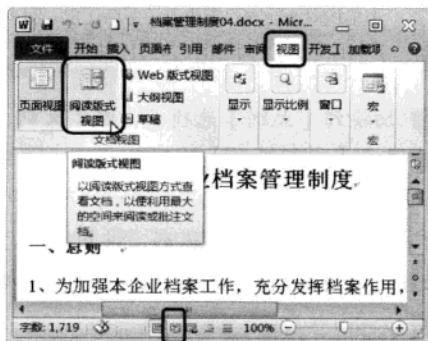 档案管理制度04.docx - Micr...
文件 开始 插入 页面布 引用 邮件 审阅 视图 开发工 加载项
页面视图 阅读版式视图 Web 版式视图 大纲视图 草稿 显示 显示比例 窗口 宏
文档视图 宏
阅读版式视图
以阅读版式视图方式查
看文档，以便利用最大
的空间来阅读或批注文
档。
业档案管理制度
一、总则
1、为加强本企业档案工作，充分发挥档案作用，
字数: 1,719 100%